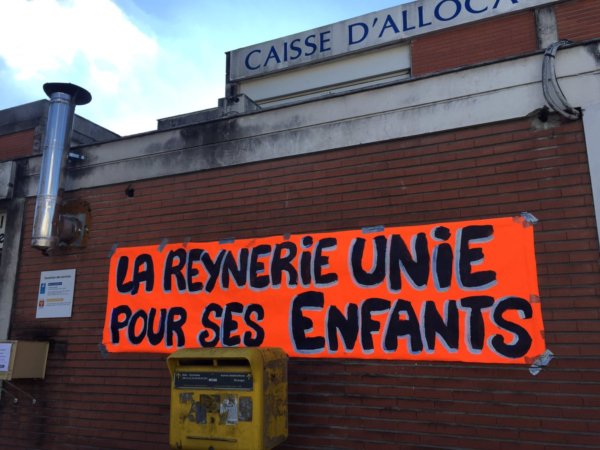 CAISSE D'ALLOCA
LA REYNERIE UNIE
POUR SES ENFANTS